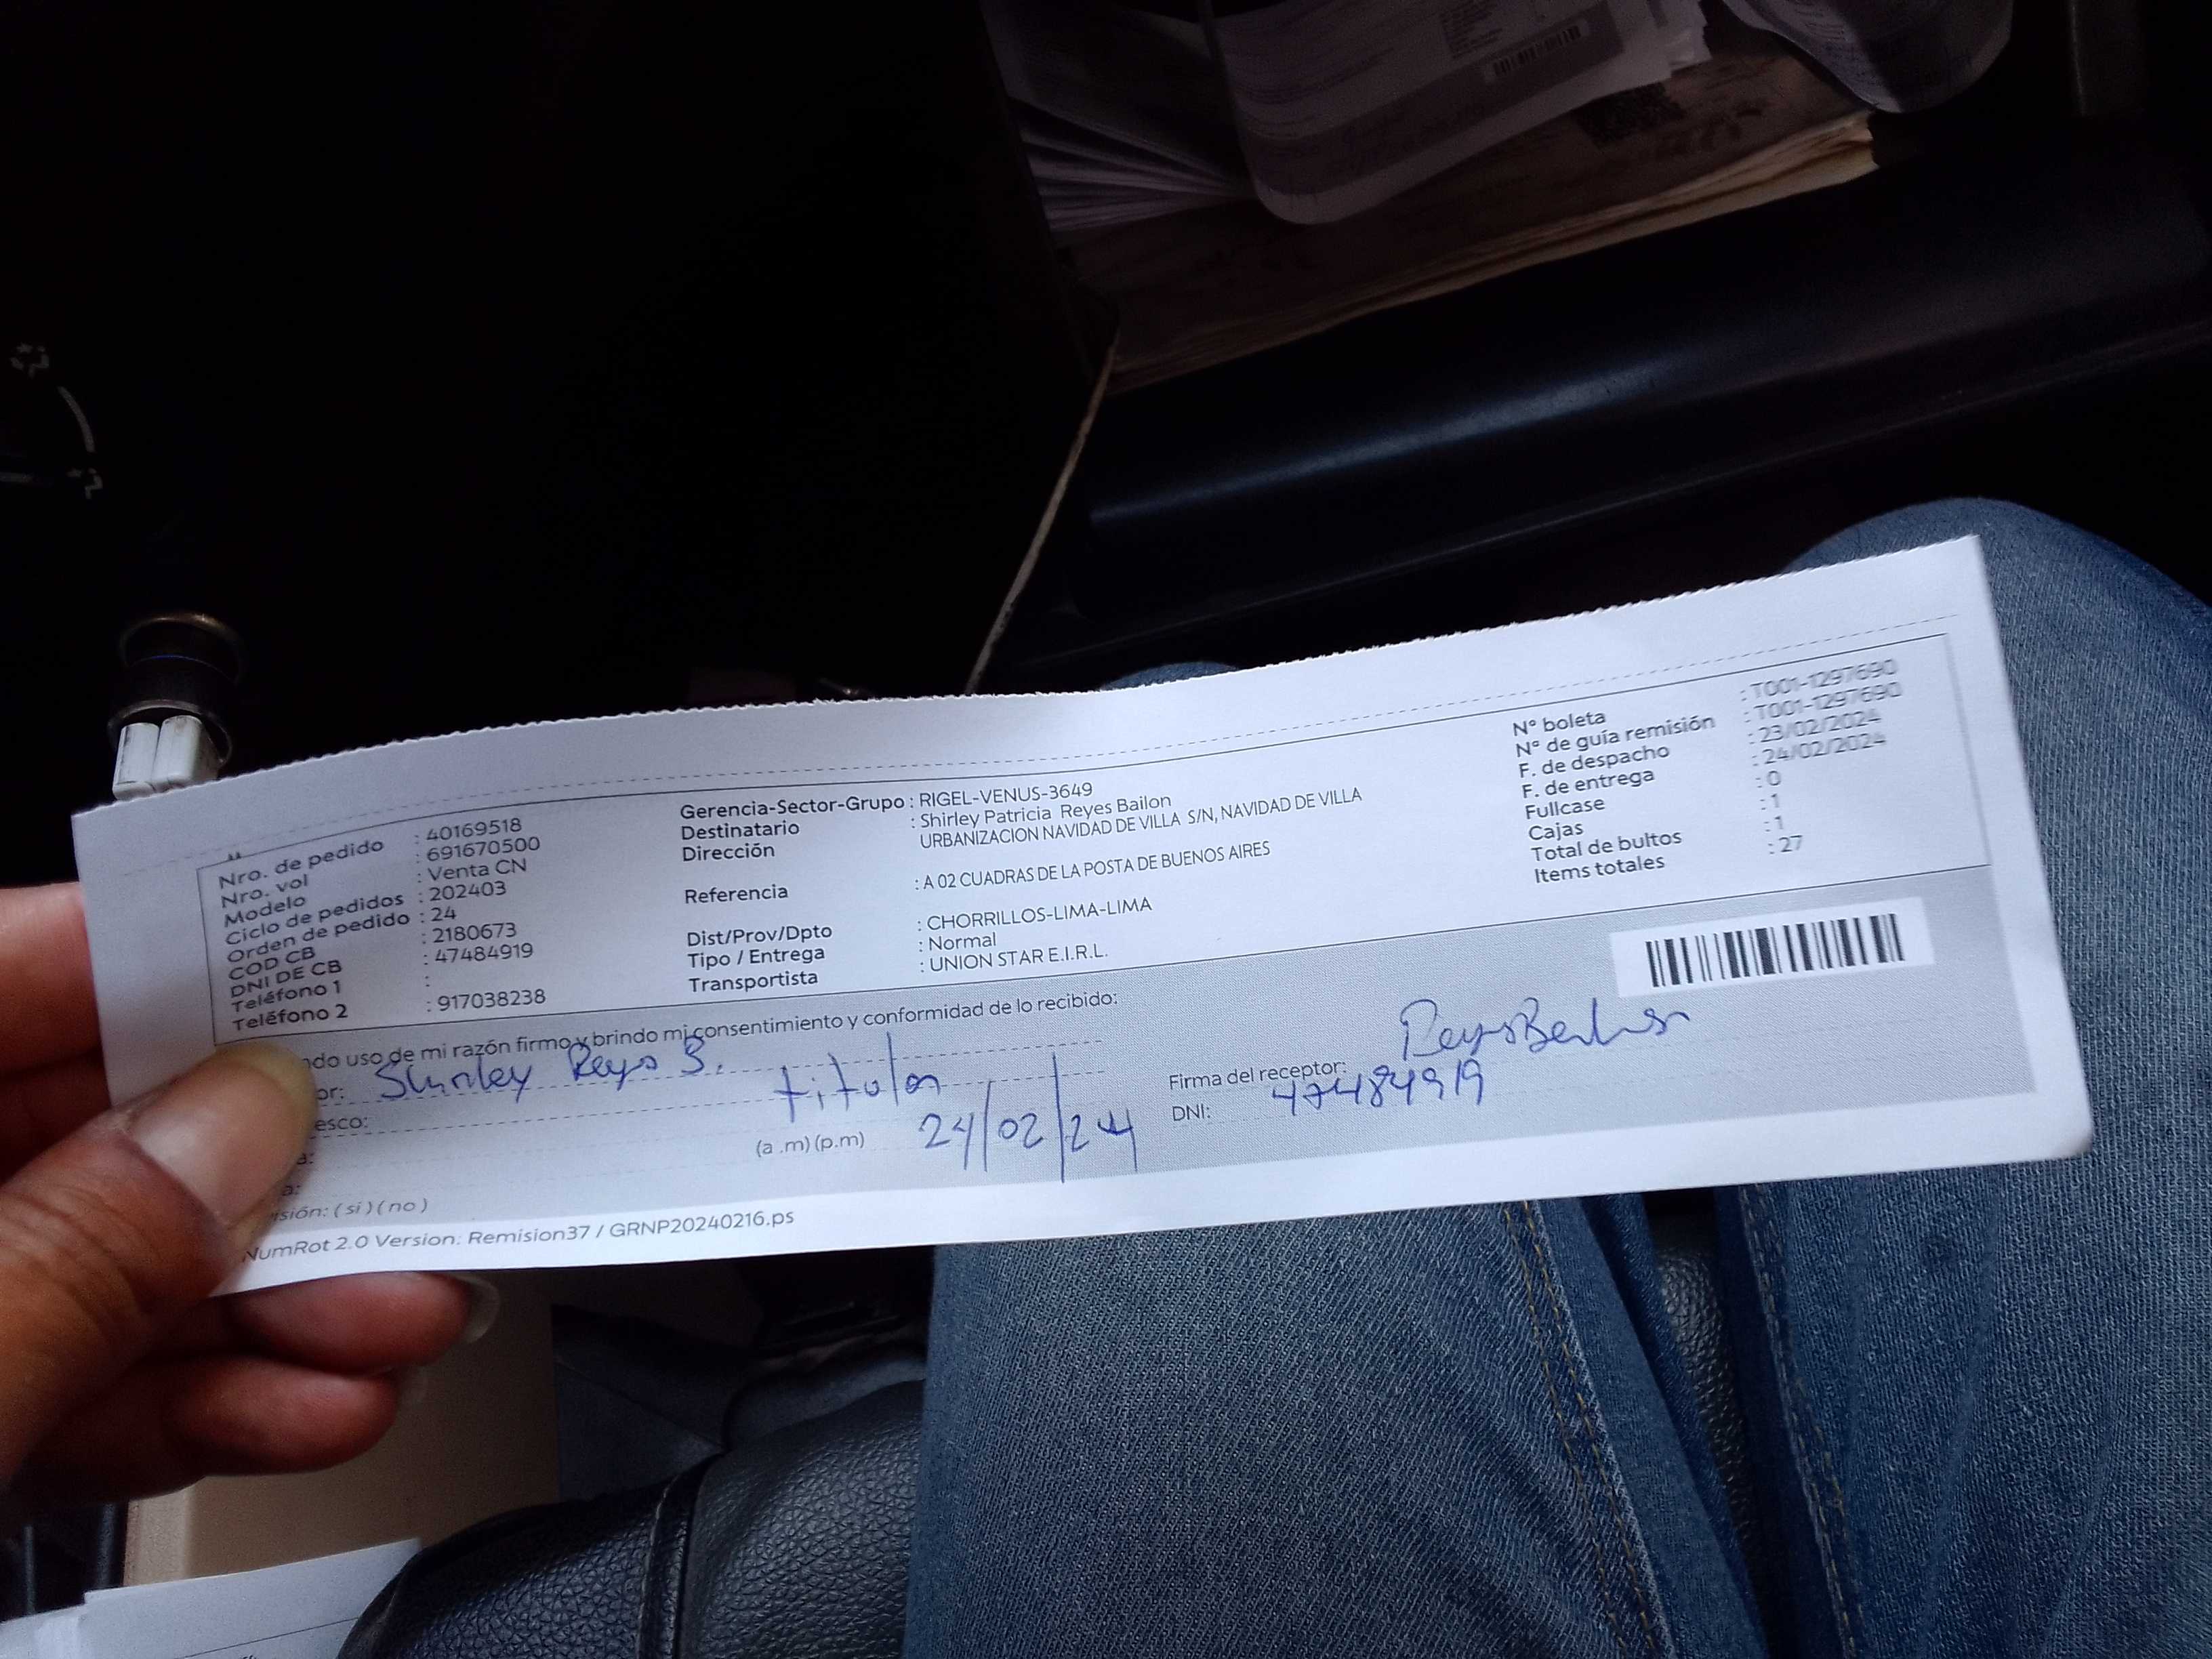 Nro. de pedido : 40169518
Nro. vol : 691670500
Modelo : Venta CN
Ciclo de pedidos : 202403
Orden de pedido : 24
COD CB : 2180673
DNI DE CB : 47484919
Teléfono 1 :
Teléfono 2 : 917038238
Gerencia-Sector-Grupo : RIGEL-VENUS-3649
Destinatario : Shirley Patricia Reyes Bailon
Dirección URBANIZACION NAVIDAD DE VILLA S/N, NAVIDAD DE VILLA
Referencia : A 02 CUADRAS DE LA POSTA DE BUENOS AIRES
Dist/Prov/Dpto : CHORRILLOS-LIMA-LIMA
Tipo / Entrega : Normal
Transportista : UNION STAR E.I.R.L.
N° boleta : T001-1297690
N° de guía remisión : T001-1297690
F. de despacho : 23/02/2024
F. de entrega : 24/02/2024
Fullcase : 0
Cajas : 1
Total de bultos : 1
Items totales : 27
ndo uso de mi razón firmo y brindo mi consentimiento y conformidad de lo recibido:
or: Shirley Reyes B.
esco: titular
a: (a .m) (p.m) 24/02/24
a:
isión: ( si ) ( no )
Firma del receptor:
DNI: 47484919
NumRot 2.0 Version: Remision37 / GRNP20240216.ps